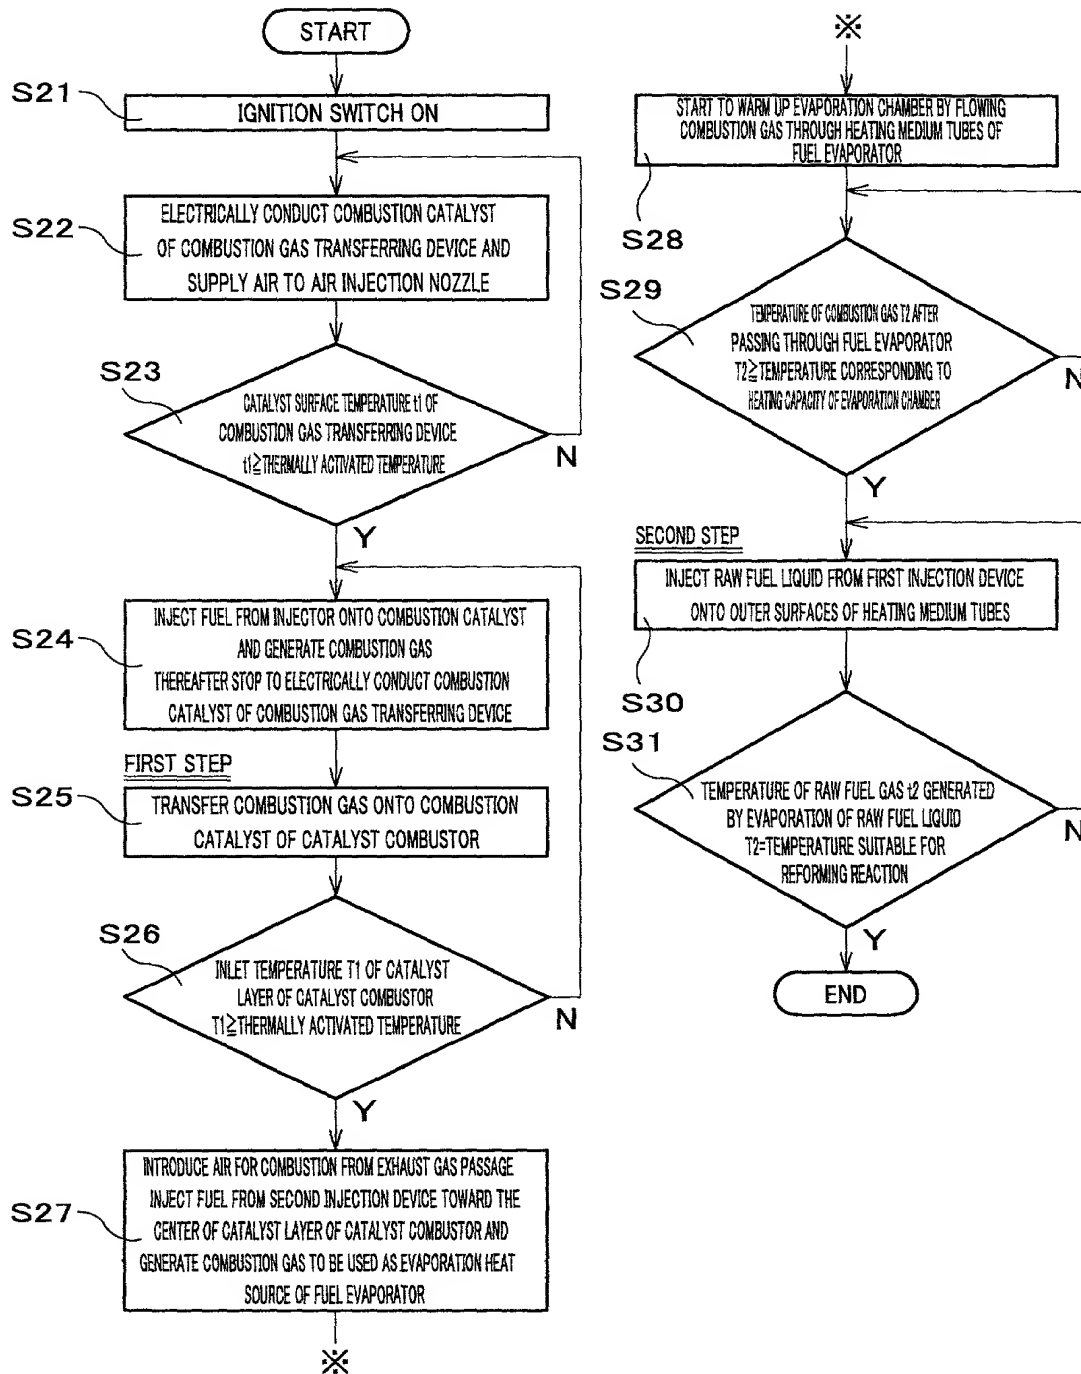 START
S21
IGNITION SWITCH ON
S22
ELECTRICALLY CONDUCT COMBUSTION CATALYST
OF COMBUSTION GAS TRANSFERRING DEVICE AND
SUPPLY AIR TO AIR INJECTION NOZZLE
S23
CATALYST SURFACE TEMPERATURE t1 OF
COMBUSTION GAS TRANSFERRING DEVICE
t1≧THERMALLY ACTIVATED TEMPERATURE
N
Y
S24
INJECT FUEL FROM INJECTOR ONTO COMBUSTION CATALYST
AND GENERATE COMBUSTION GAS
THEREAFTER STOP TO ELECTRICALLY CONDUCT COMBUSTION
CATALYST OF COMBUSTION GAS TRANSFERRING DEVICE
FIRST STEP
S25
TRANSFER COMBUSTION GAS ONTO COMBUSTION
CATALYST OF CATALYST COMBUSTOR
S26
INLET TEMPERATURE T1 OF CATALYST
LAYER OF CATALYST COMBUSTOR
T1≧THERMALLY ACTIVATED TEMPERATURE
N
Y
S27
INTRODUCE AIR FOR COMBUSTION FROM EXHAUST GAS PASSAGE
INJECT FUEL FROM SECOND INJECTION DEVICE TOWARD THE
CENTER OF CATALYST LAYER OF CATALYST COMBUSTOR AND
GENERATE COMBUSTION GAS TO BE USED AS EVAPORATION HEAT
SOURCE OF FUEL EVAPORATOR
※
※
START TO WARM UP EVAPORATION CHAMBER BY FLOWING
COMBUSTION GAS THROUGH HEATING MEDIUM TUBES OF
FUEL EVAPORATOR
S28
S29
TEMPERATURE OF COMBUSTION GAS T2 AFTER
PASSING THROUGH FUEL EVAPORATOR
T2≧TEMPERATURE CORRESPONDING TO
HEATING CAPACITY OF EVAPORATION CHAMBER
N
Y
SECOND STEP
INJECT RAW FUEL LIQUID FROM FIRST INJECTION DEVICE
ONTO OUTER SURFACES OF HEATING MEDIUM TUBES
S30
S31
TEMPERATURE OF RAW FUEL GAS t2 GENERATED
BY EVAPORATION OF RAW FUEL LIQUID
T2=TEMPERATURE SUITABLE FOR
REFORMING REACTION
N
Y
END